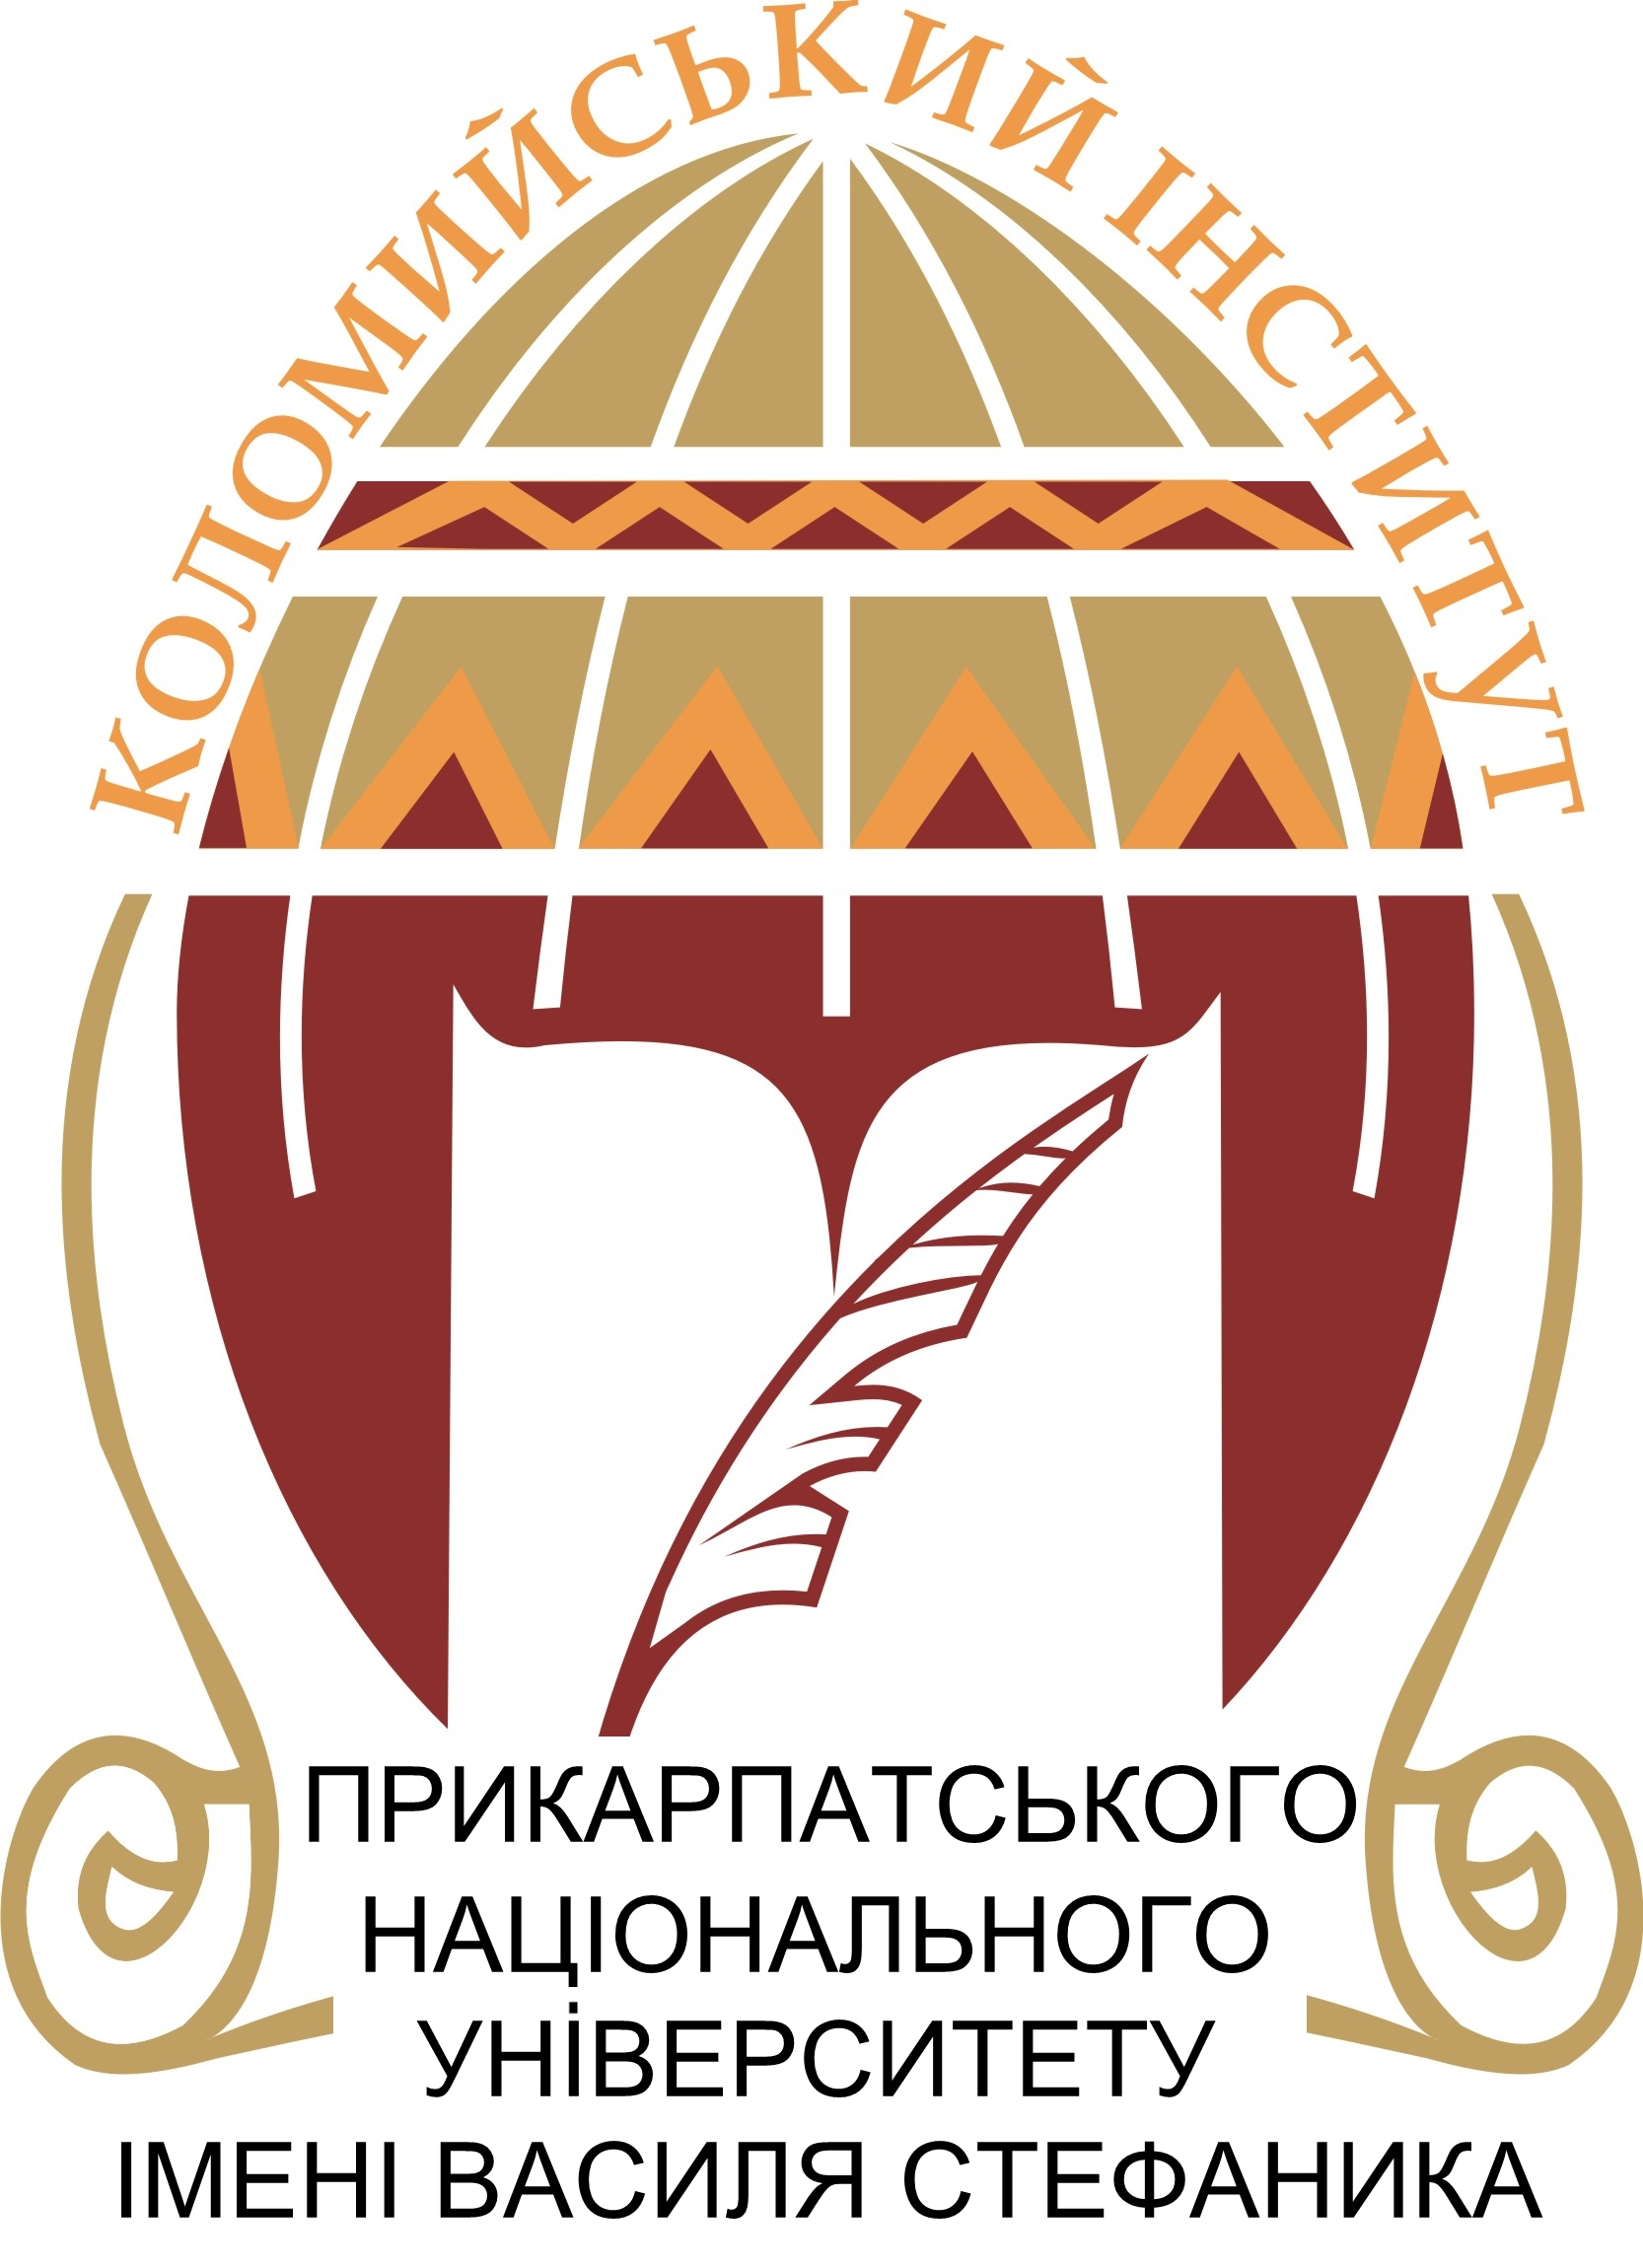 КОЛОМИЙСЬКИЙ ІНСТИТУТ
ПРИКАРПАТСЬКОГО
НАЦІОНАЛЬНОГО
УНіВЕРСИТЕТУ
ІМЕНІ ВАСИЛЯ СТЕФАНИКА